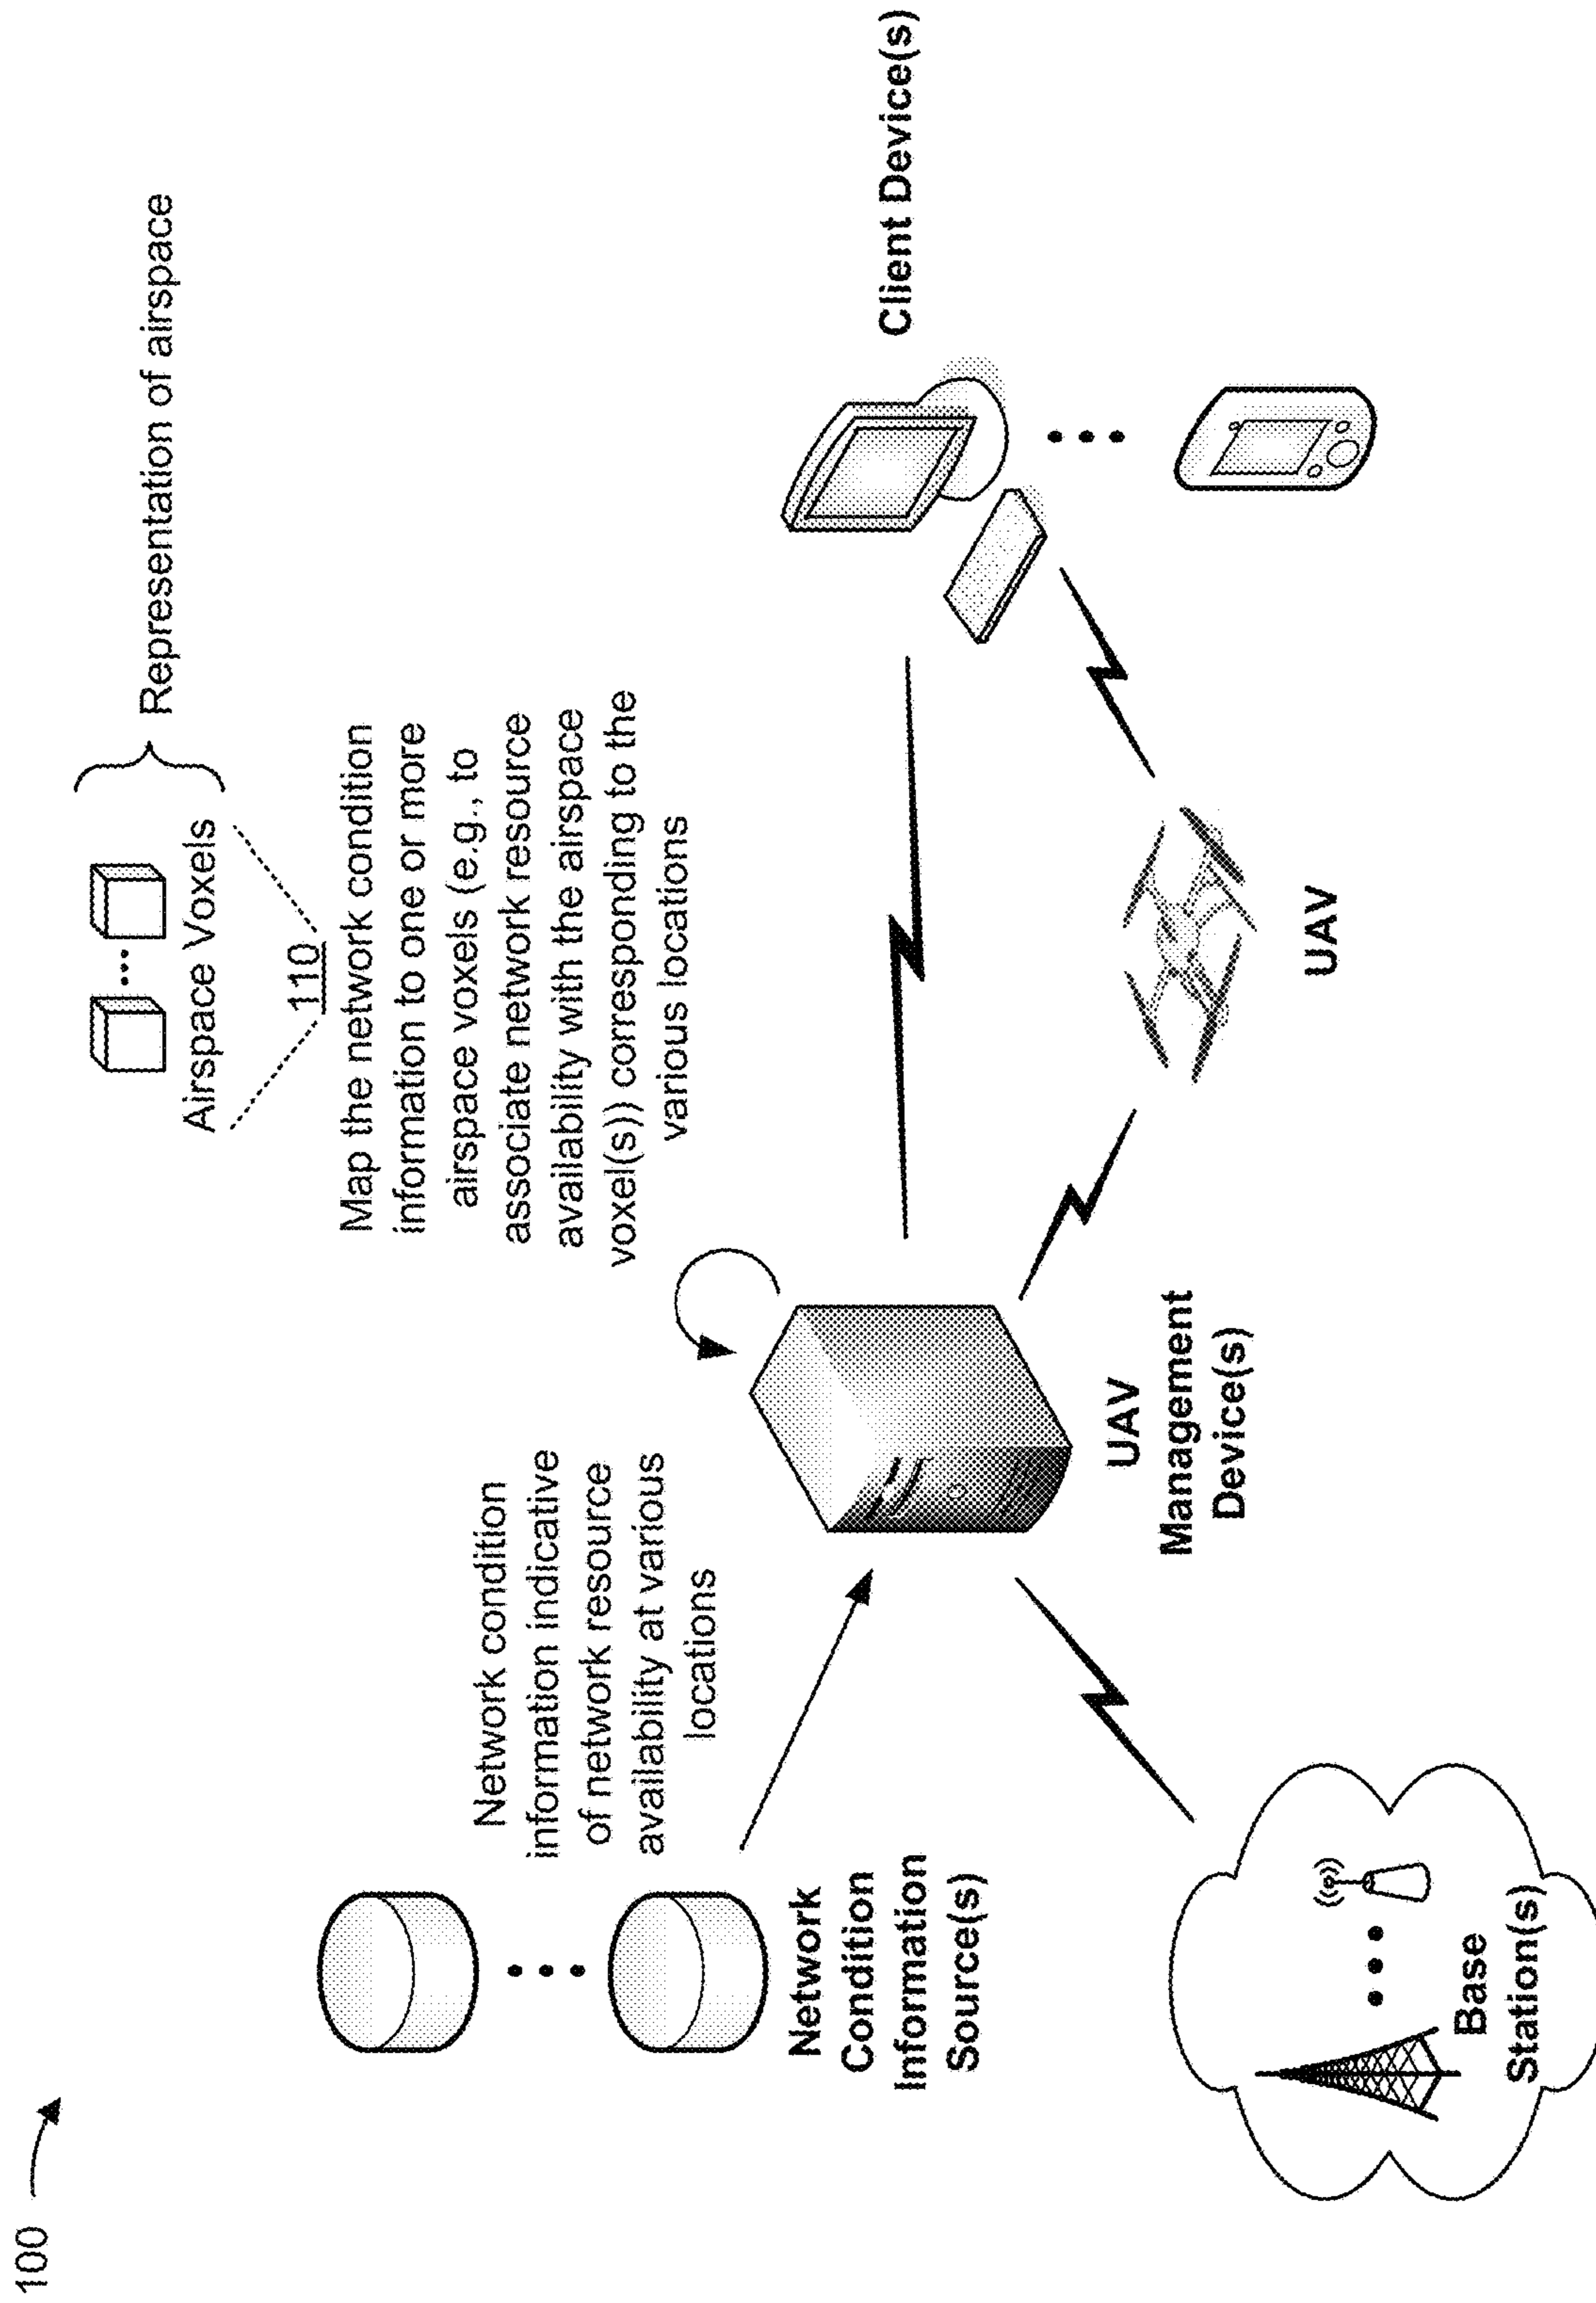 100
Airspace Voxels
Representation of airspace
110
Map the network condition
information to one or more
airspace voxels (e.g., to
associate network resource
availability with the airspace
voxel(s)) corresponding to the
various locations
Network condition
information indicative
of network resource
availability at various
locations
Network
Condition
Information
Source(s)
UAV
Management
Device(s)
Client Device(s)
UAV
Base
Station(s)